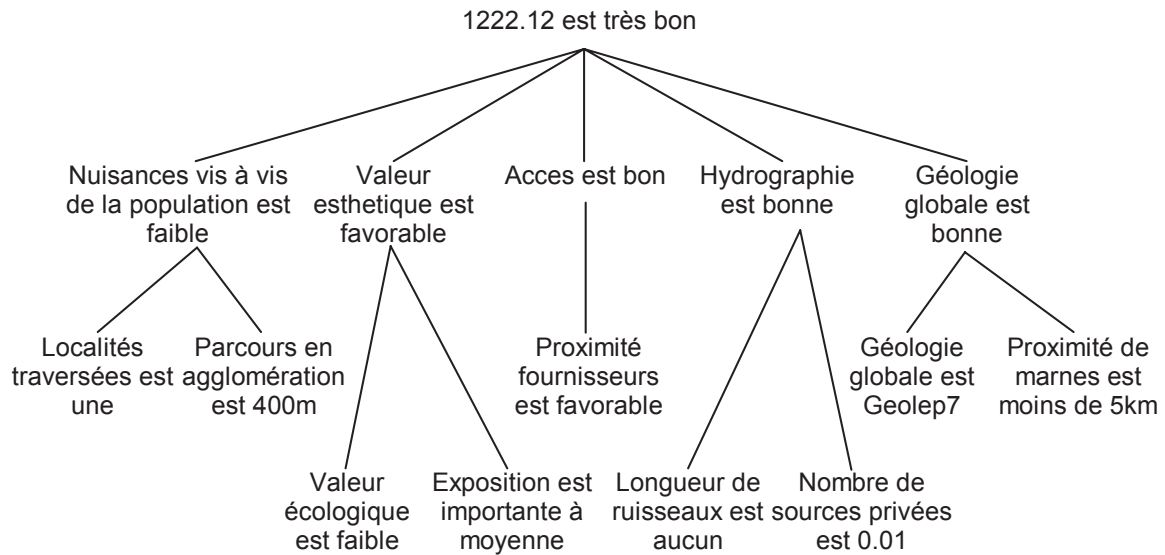 1222.12 est très bon
Nuisances vis à vis
de la population est
faible
Valeur
esthetique est
favorable
Acces est bon
Hydrographie
est bonne
Géologie
globale est
bonne
Localités
traversées est
une
Parcours en
agglomération
est 400m
Proximité
fournisseurs
est favorable
Géologie
globale est
Geolep7
Proximité de
marnes est
moins de 5km
Valeur
écologique
est faible
Exposition est
importante à
moyenne
Longueur de
ruisseaux est
aucun
Nombre de
sources privées
est 0.01